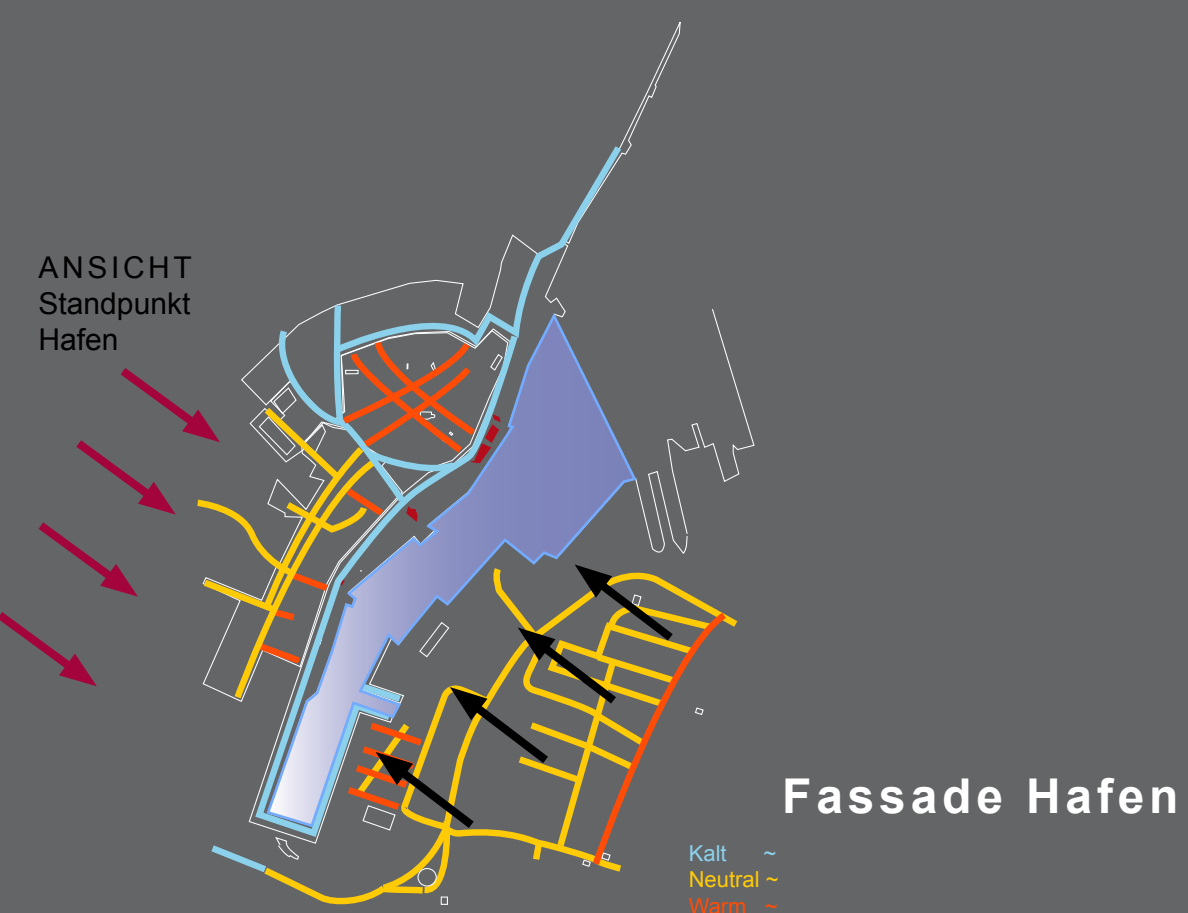 ANSICHT
Standpunkt
Hafen
Fassade Hafen
Kalt ~
Neutral ~
Warm ~